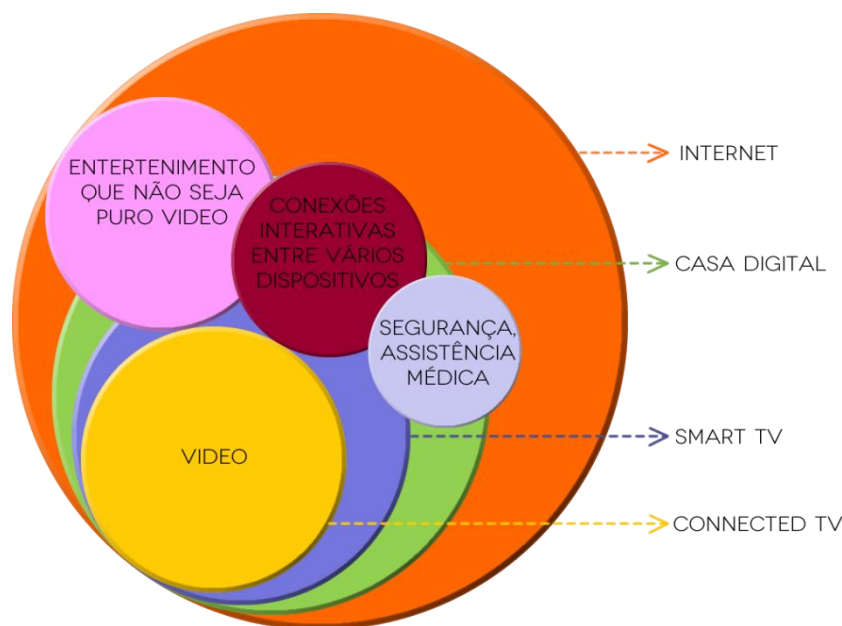 ENTERTENIMENTO
QUE NÃO SEJA
PURO VIDEO
CONEXÕES
INTERATIVAS
ENTRE VÁRIOS
DISPOSITIVOS
SEGURANÇA,
ASSISTÊNCIA
MÉDICA
VIDEO
INTERNET
CASA DIGITAL
SMART TV
CONNECTED TV